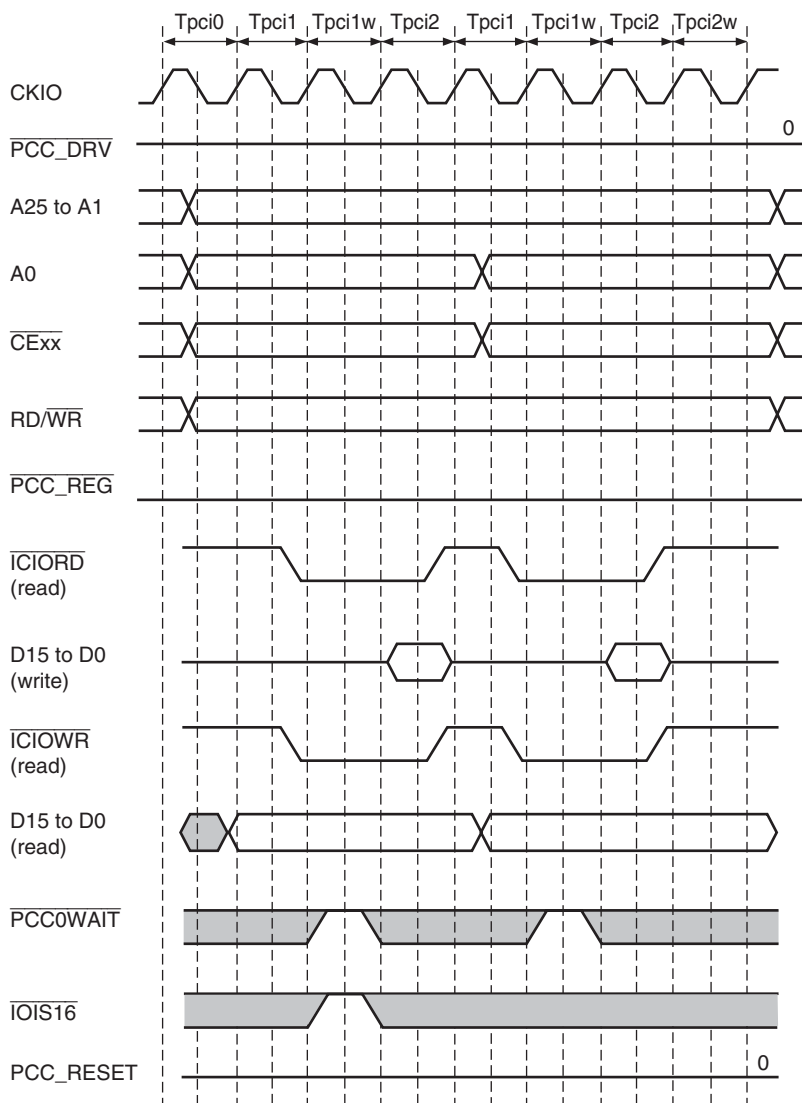 Tpci0 Tpci1 Tpci1w Tpci2 Tpci1 Tpci1w Tpci2 Tpci2w
CKIO
0
PCC_DRV
A25 to A1
A0
CExx
RD/WR
PCC_REG
ICIORD
(read)
D15 to D0
(write)
ICIOWR
(read)
D15 to D0
(read)
PCC0WAIT
IOIS16
0
PCC_RESET